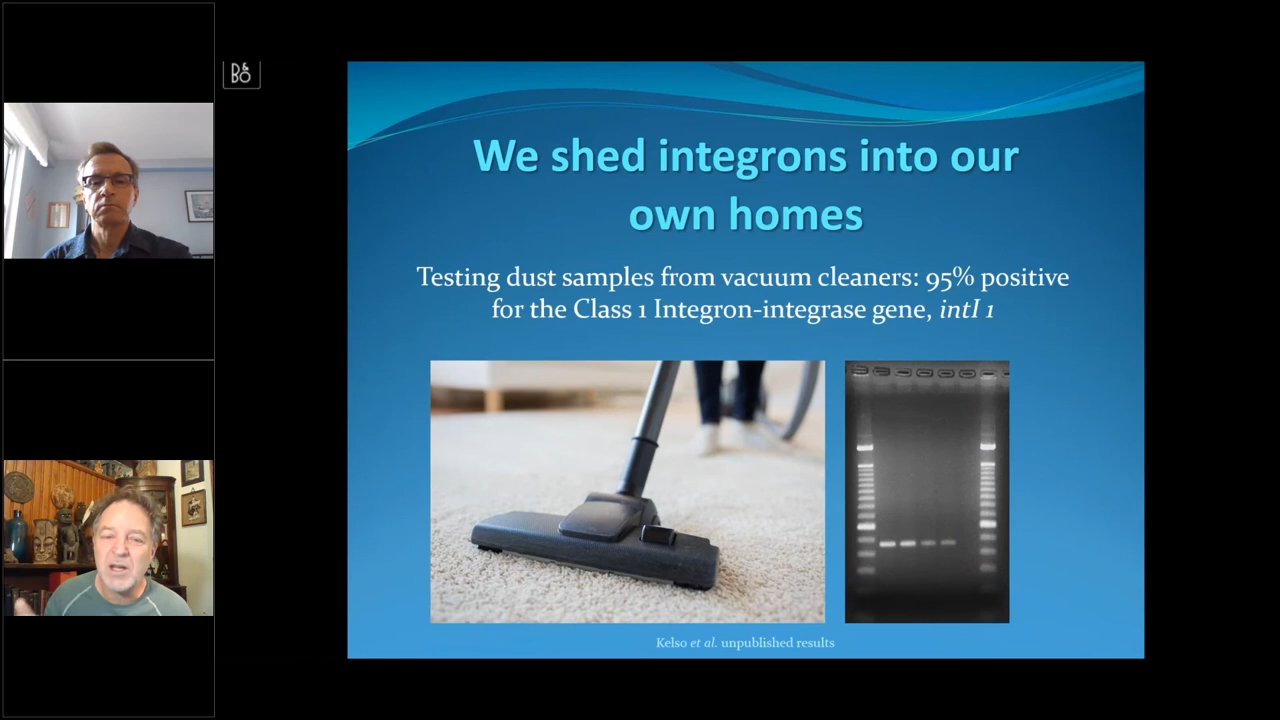 B&O
We shed integrons into our
own homes
Testing dust samples from vacuum cleaners: 95% positive
for the Class 1 Integron-integrase gene, intI 1
Kelso et al. unpublished results